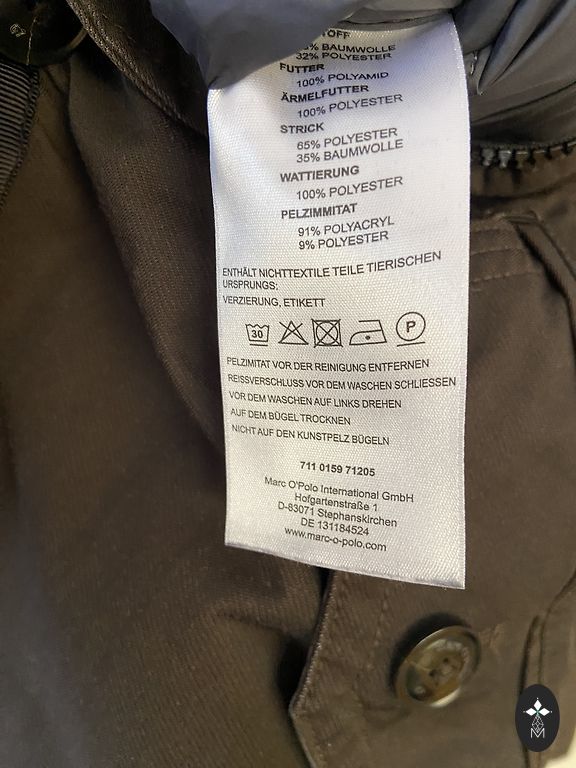 BAUMWOLLE
32% POLYESTER
FUTTER
100% POLYAMID
ÄRMELFUTTER
100% POLYESTER
STRICK
65% POLYESTER
35% BAUMWOLLE
WATTIERUNG
100% POLYESTER
PELZIMITAT
91% POLYACRYL
9% POLYESTER
ENTHÄLT NICHTTEXTILE TEILE TIERISCHEN
URSPRUNGS:
VERZIERUNG, ETIKETT
30 P
PELZIMITAT VOR DER REINIGUNG ENTFERNEN
REISSVERSCHLUSS VOR DEM WASCHEN SCHLIESSEN
VOR DEM WASCHEN AUF LINKS DREHEN
AUF DEM BÜGEL TROCKNEN
NICHT AUF DEN KUNSTPELZ BÜGELN
711 0159 71205
Marc O'Polo International GmbH
Hofgartenstraße 1
D-83071 Stephanskirchen
DE 131184524
www.marc-o-polo.com
M